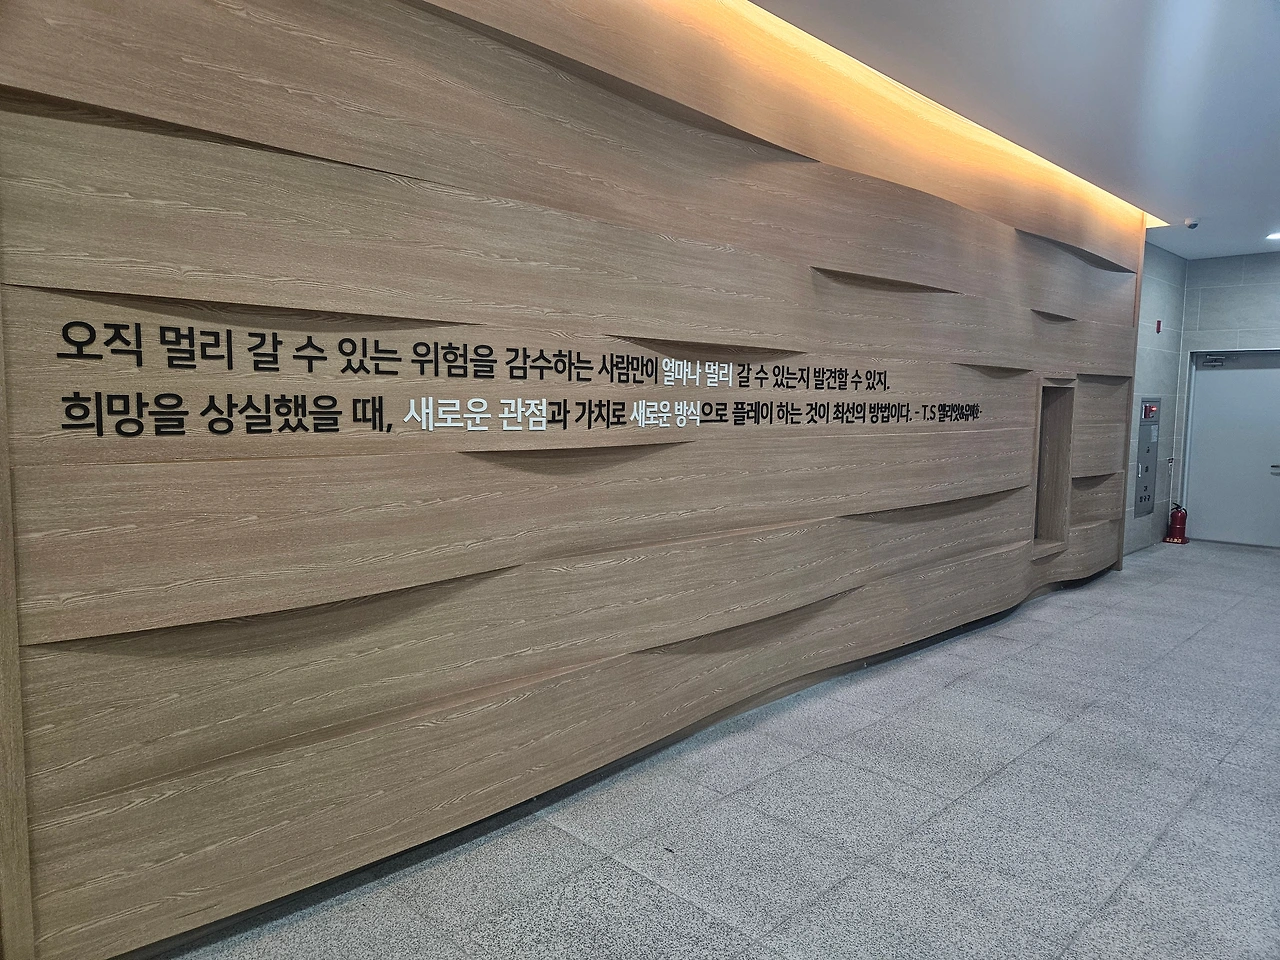 오직 멀리 갈 수 있는 위험을 감수하는 사람만이 얼마나 멀리 갈 수 있는지 발견할 수 있지.
희망을 상실했을 때, 새로운 관점과 가치로 새로운 방식으로 플레이 하는 것이 최선의 방법이다. - T.S 엘리엇&